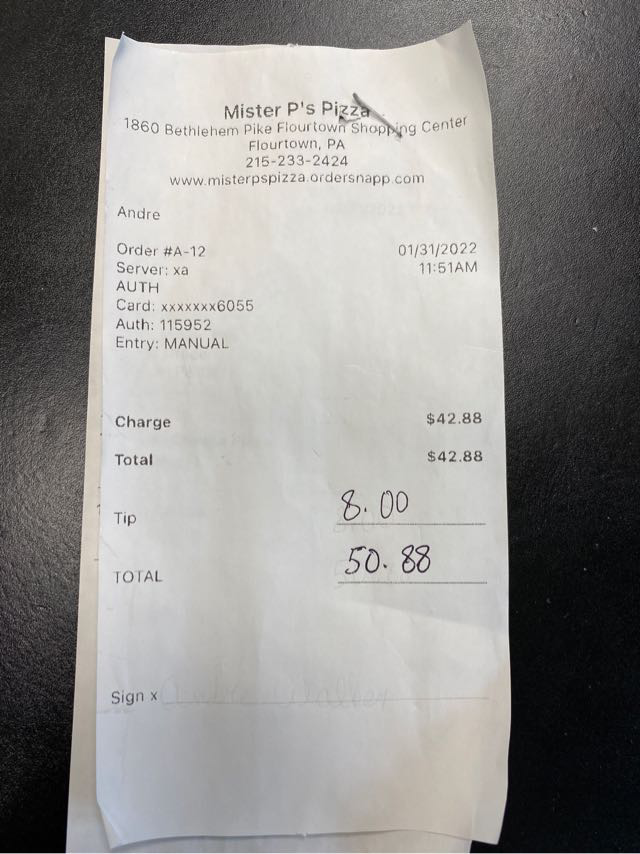 Mister P's Pizza
1860 Bethlehem Pike Flourtown Shopping Center
Flourtown, PA
215-233-2424
www.misterpspizza.ordersnapp.com
Andre
Order #A-12 01/31/2022
Server: xa 11:51AM
AUTH
Card: xxxxxxx6055
Auth: 115952
Entry: MANUAL
Charge $42.88
Total $42.88
Tip 8.00
TOTAL 50.88
Sign x